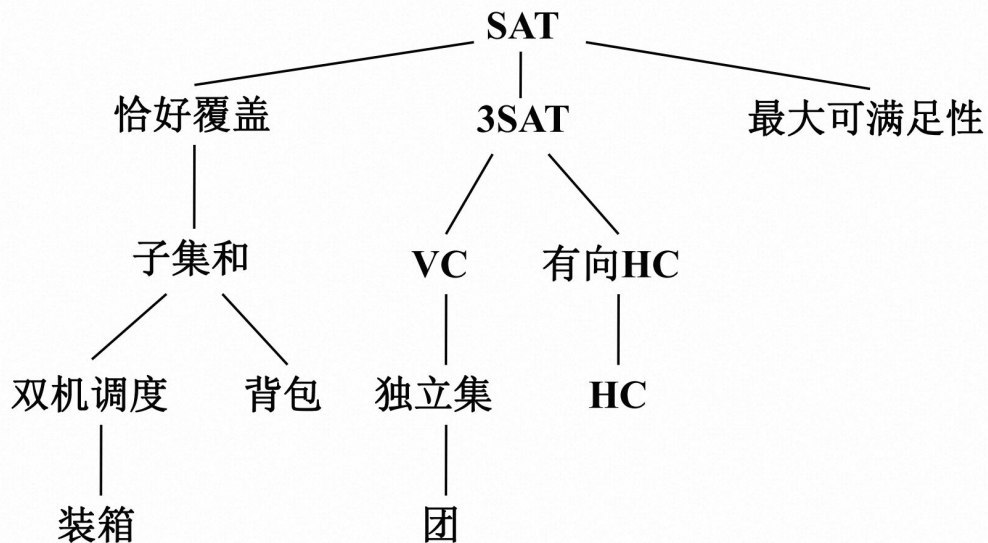 SAT
恰好覆盖 3SAT 最大可满足性
子集和 VC 有向HC
双机调度 背包 独立集 HC
装箱 团